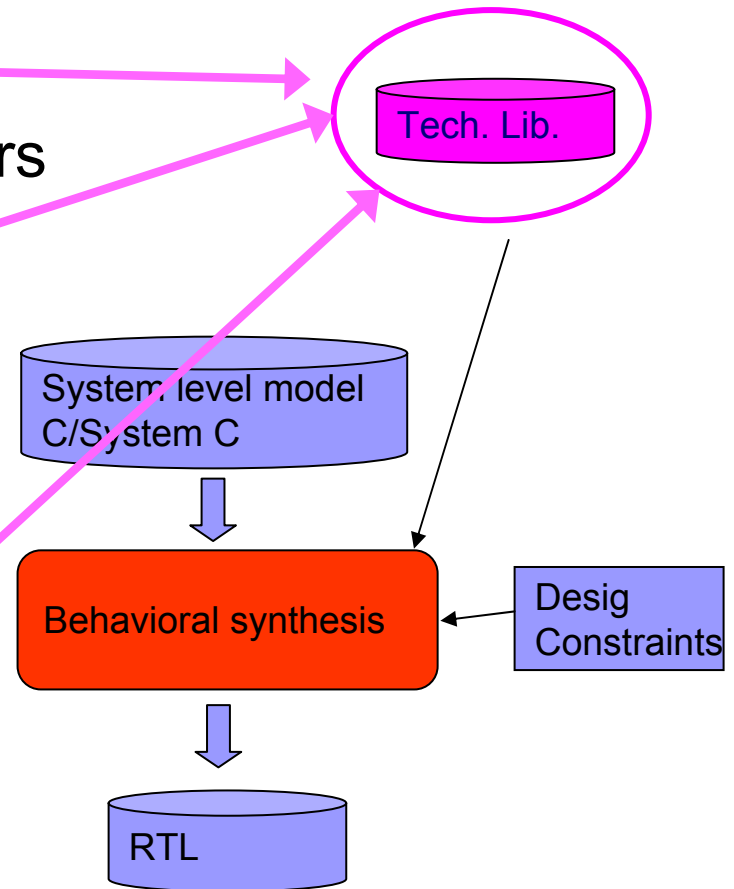 Tech. Lib.
rs
System level model
C/System C
Behavioral synthesis
Desig
Constraints
RTL